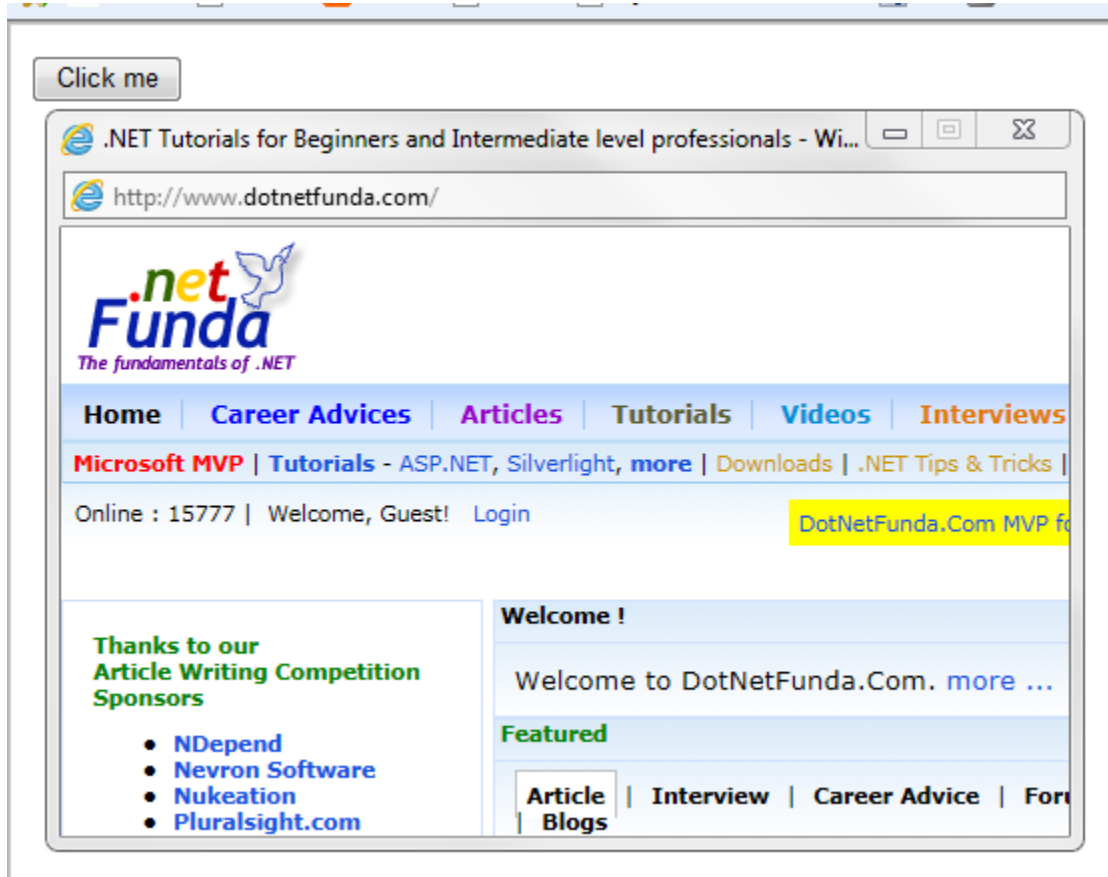 Click me
.NET Tutorials for Beginners and Intermediate level professionals - Wi...
http://www.dotnetfunda.com/
.net
Funda
The fundamentals of .NET
Home Career Advices Articles Tutorials Videos Interviews
Microsoft MVP | Tutorials - ASP.NET, Silverlight, more | Downloads | .NET Tips & Tricks |
Online : 15777 | Welcome, Guest! Login
DotNetFunda.Com MVP
Thanks to our
Article Writing Competition
Sponsors
• NDepend
• Nevron Software
• Nukeation
• Pluralsight.com
Welcome !
Welcome to DotNetFunda.Com. more ...
Featured
Article | Interview | Career Advice |
| Blogs